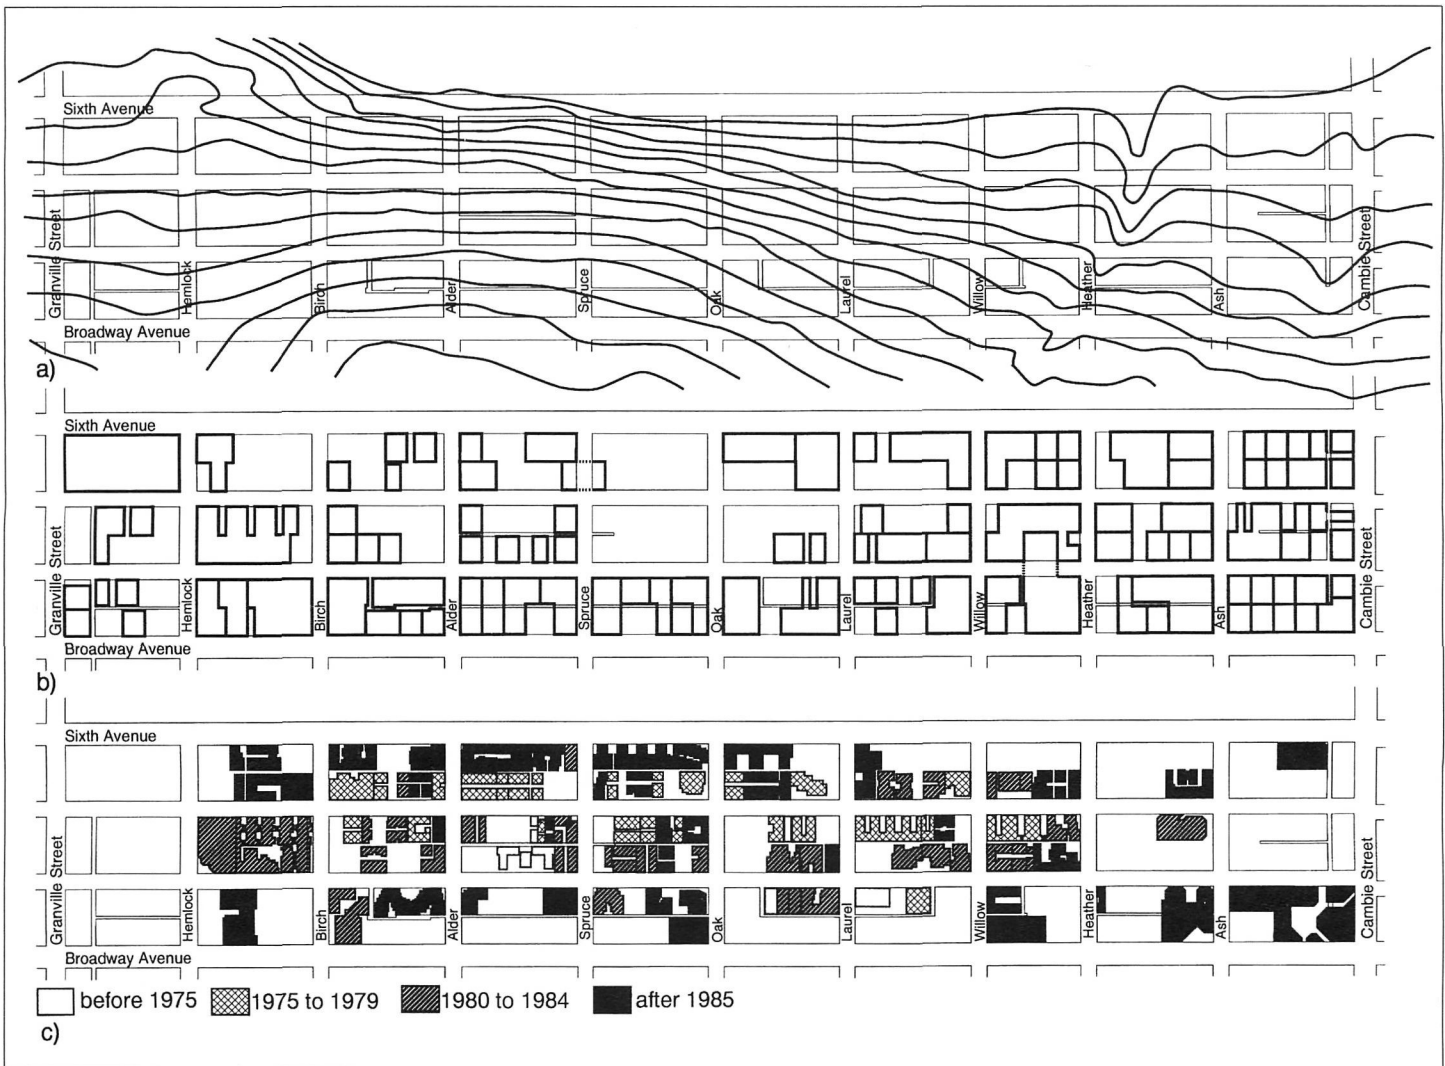 Sixth Avenue
Granville Street
Hemlock
Birch
Alder
Spruce
Oak
Laurel
Willow
Heather
Ash
Cambie Street
Broadway Avenue
a)
Sixth Avenue
Granville Street
Hemlock
Birch
Alder
Spruce
Oak
Laurel
Willow
Heather
Ash
Cambie Street
Broadway Avenue
b)
Sixth Avenue
Granville Street
Hemlock
Birch
Alder
Spruce
Oak
Laurel
Willow
Heather
Ash
Cambie Street
Broadway Avenue
before 1975
1975 to 1979
1980 to 1984
after 1985
c)